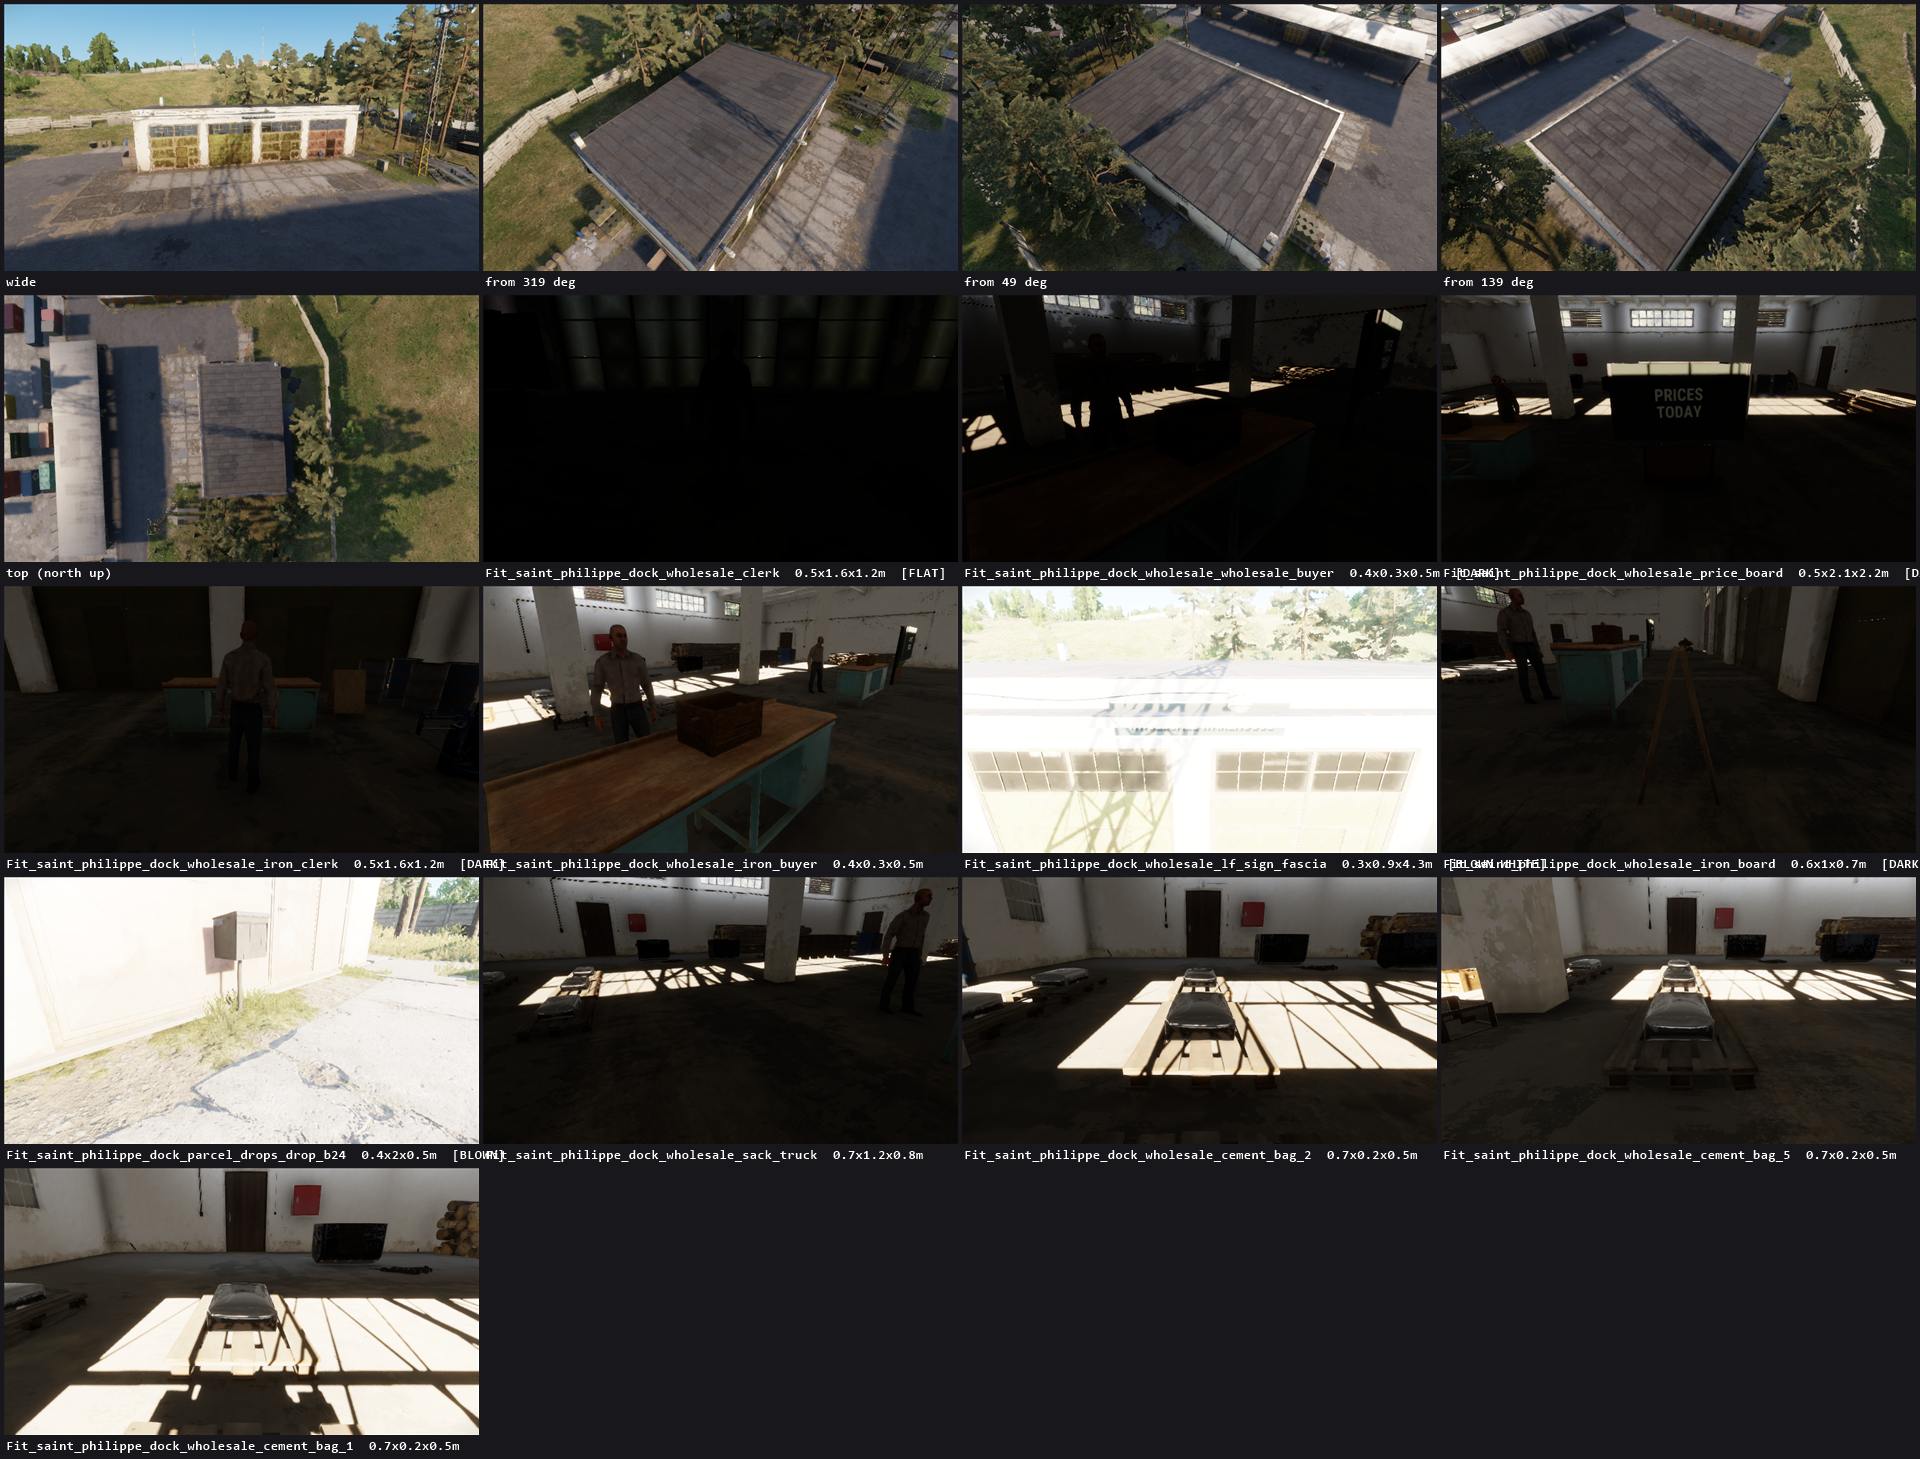 wide
from 319 deg
from 49 deg
from 139 deg
PRICES
TODAY
top (north up)
Fit_saint_philippe_dock_wholesale_clerk 0.5x1.6x1.2m [FLAT]
Fit_saint_philippe_dock_wholesale_wholesale_buyer 0.4x0.3x0.5m
Fit_saint_philippe_dock_wholesale_price_board 0.5x2.1x2.2m [D
Fit_saint_philippe_dock_wholesale_iron_clerk 0.5x1.6x1.2m
Fit_saint_philippe_dock_wholesale_iron_buyer 0.4x0.3x0.5m
Fit_saint_philippe_dock_wholesale_lf_sign_fascia 0.3x0.9x4.3m
Fit_saint_philippe_dock_wholesale_iron_board 0.6x1x0.7m [DARK
Fit_saint_philippe_dock_parcel_drops_drop_b24 0.4x2x0.5m
Fit_saint_philippe_dock_wholesale_sack_truck 0.7x1.2x0.8m
Fit_saint_philippe_dock_wholesale_cement_bag_2 0.7x0.2x0.5m
Fit_saint_philippe_dock_wholesale_cement_bag_5 0.7x0.2x0.5m
Fit_saint_philippe_dock_wholesale_cement_bag_1 0.7x0.2x0.5m